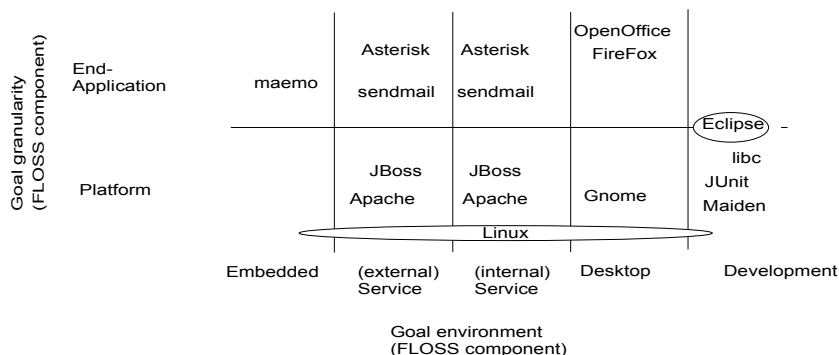 Goal granularity
(FLOSS component)
End-
Application
Platform
OpenOffice
FireFox
Asterisk
Asterisk
maemo
sendmail
sendmail
Eclipse
libc
JBoss
JBoss
JUnit
Apache
Apache
Gnome
Maiden
Linux
Embedded
(external)
Service
(internal)
Service
Desktop
Development
Goal environment
(FLOSS component)